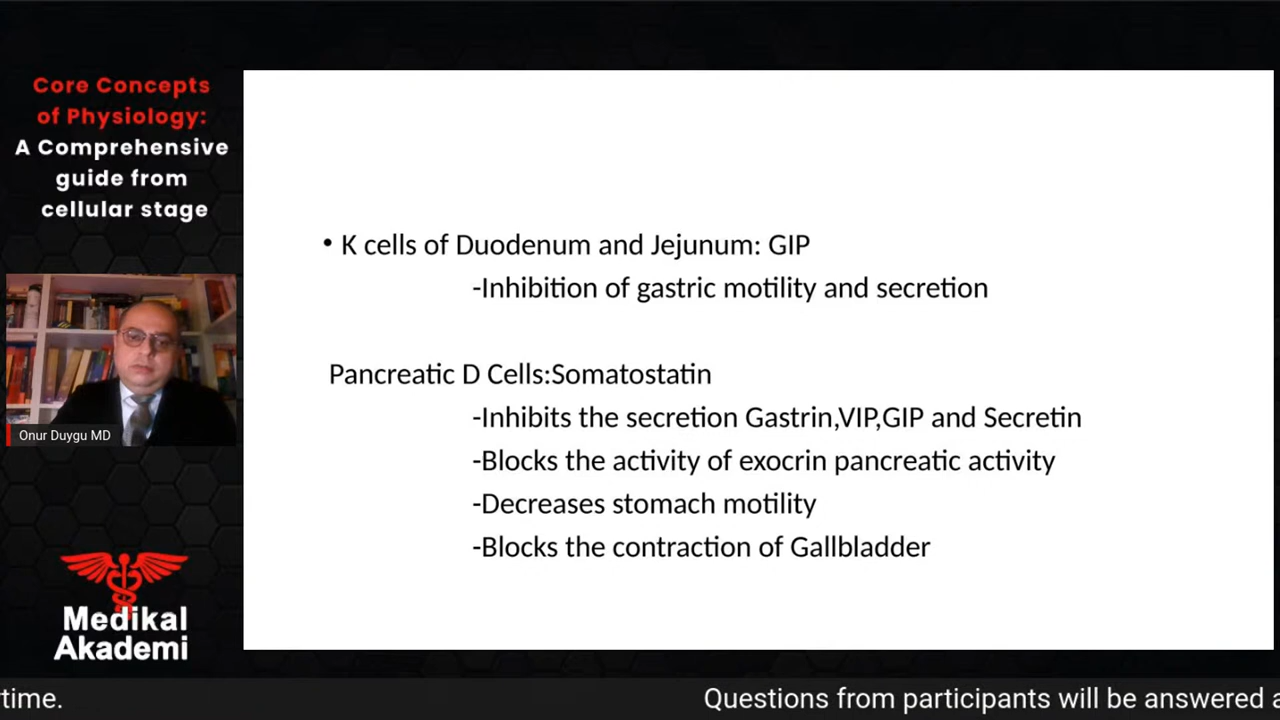 Core Concepts
of Physiology:
A Comprehensive
guide from
cellular stage
Onur Duygu MD
Medikal
Akademi
• K cells of Duodenum and Jejunum: GIP
-Inhibition of gastric motility and secretion
Pancreatic D Cells:Somatostatin
-Inhibits the secretion Gastrin,VIP,GIP and Secretin
-Blocks the activity of exocrin pancreatic activity
-Decreases stomach motility
-Blocks the contraction of Gallbladder
time. Questions from participants will be answered a